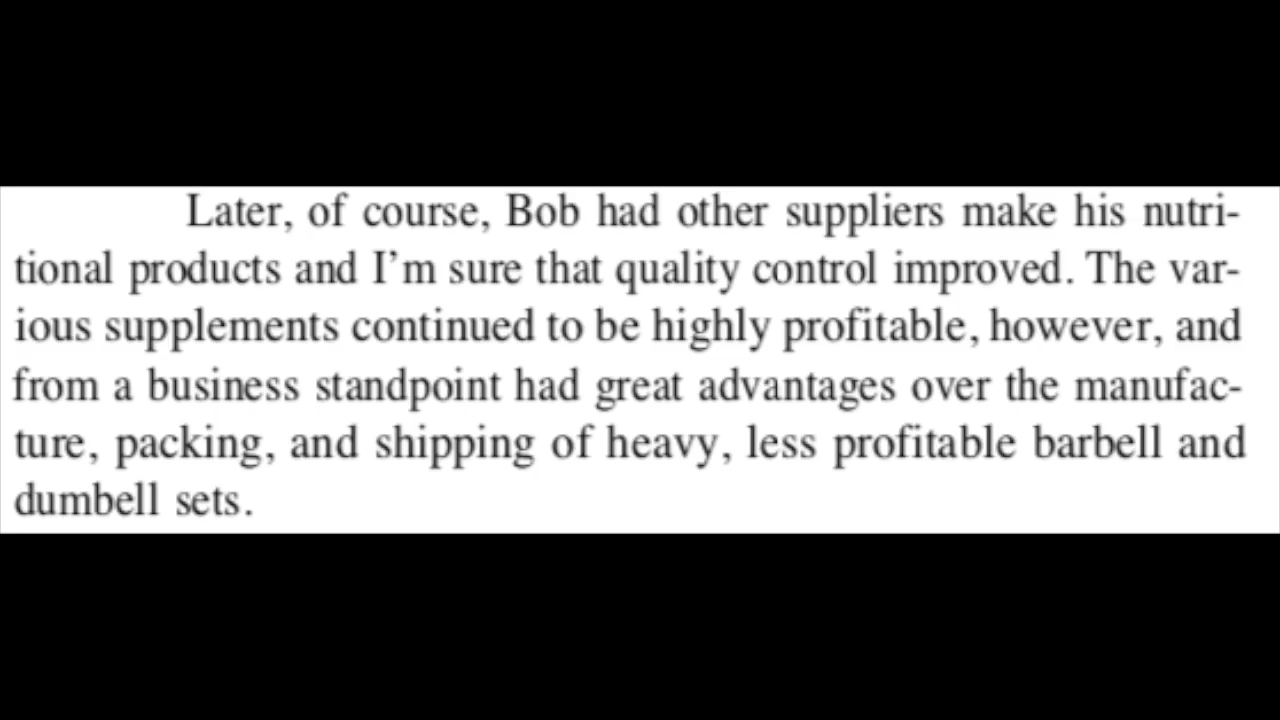 Later, of course, Bob had other suppliers make his nutri-
tional products and I'm sure that quality control improved. The var-
ious supplements continued to be highly profitable, however, and
from a business standpoint had great advantages over the manufac-
ture, packing, and shipping of heavy, less profitable barbell and
dumbell sets.